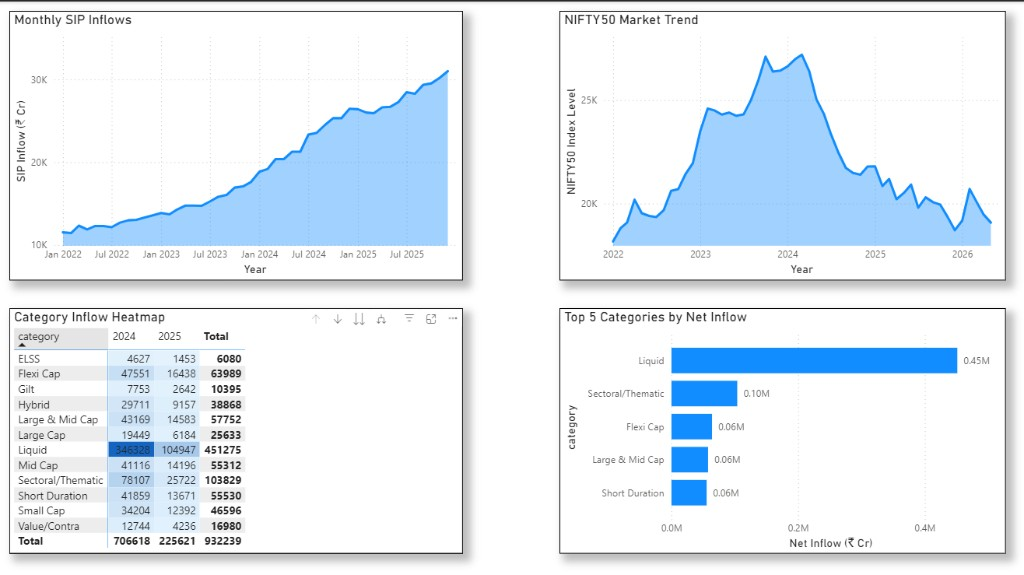 Monthly SIP Inflows
SIP Inflow (₹ Cr)
30K
20K
10K
Jan 2022 Jul 2022 Jan 2023 Jul 2023 Jan 2024 Jul 2024 Jan 2025 Jul 2025
Year
NIFTY50 Market Trend
NIFTY50 Index Level
25K
20K
2022 2023 2024 2025 2026
Year
Category Inflow Heatmap
category 2024 2025 Total
ELSS 4627 1453 6080
Flexi Cap 47551 16438 63989
Gilt 7753 2642 10395
Hybrid 29711 9157 38868
Large & Mid Cap 43169 14583 57752
Large Cap 19449 6184 25633
Liquid 346328 104947 451275
Mid Cap 41116 14196 55312
Sectoral/Thematic 78107 25722 103829
Short Duration 41859 13671 55530
Small Cap 34204 12392 46596
Value/Contra 12744 4236 16980
Total 706618 225621 932239
Top 5 Categories by Net Inflow
category
Liquid 0.45M
Sectoral/Thematic 0.10M
Flexi Cap 0.06M
Large & Mid Cap 0.06M
Short Duration 0.06M
0.0M 0.2M 0.4M
Net Inflow (₹ Cr)